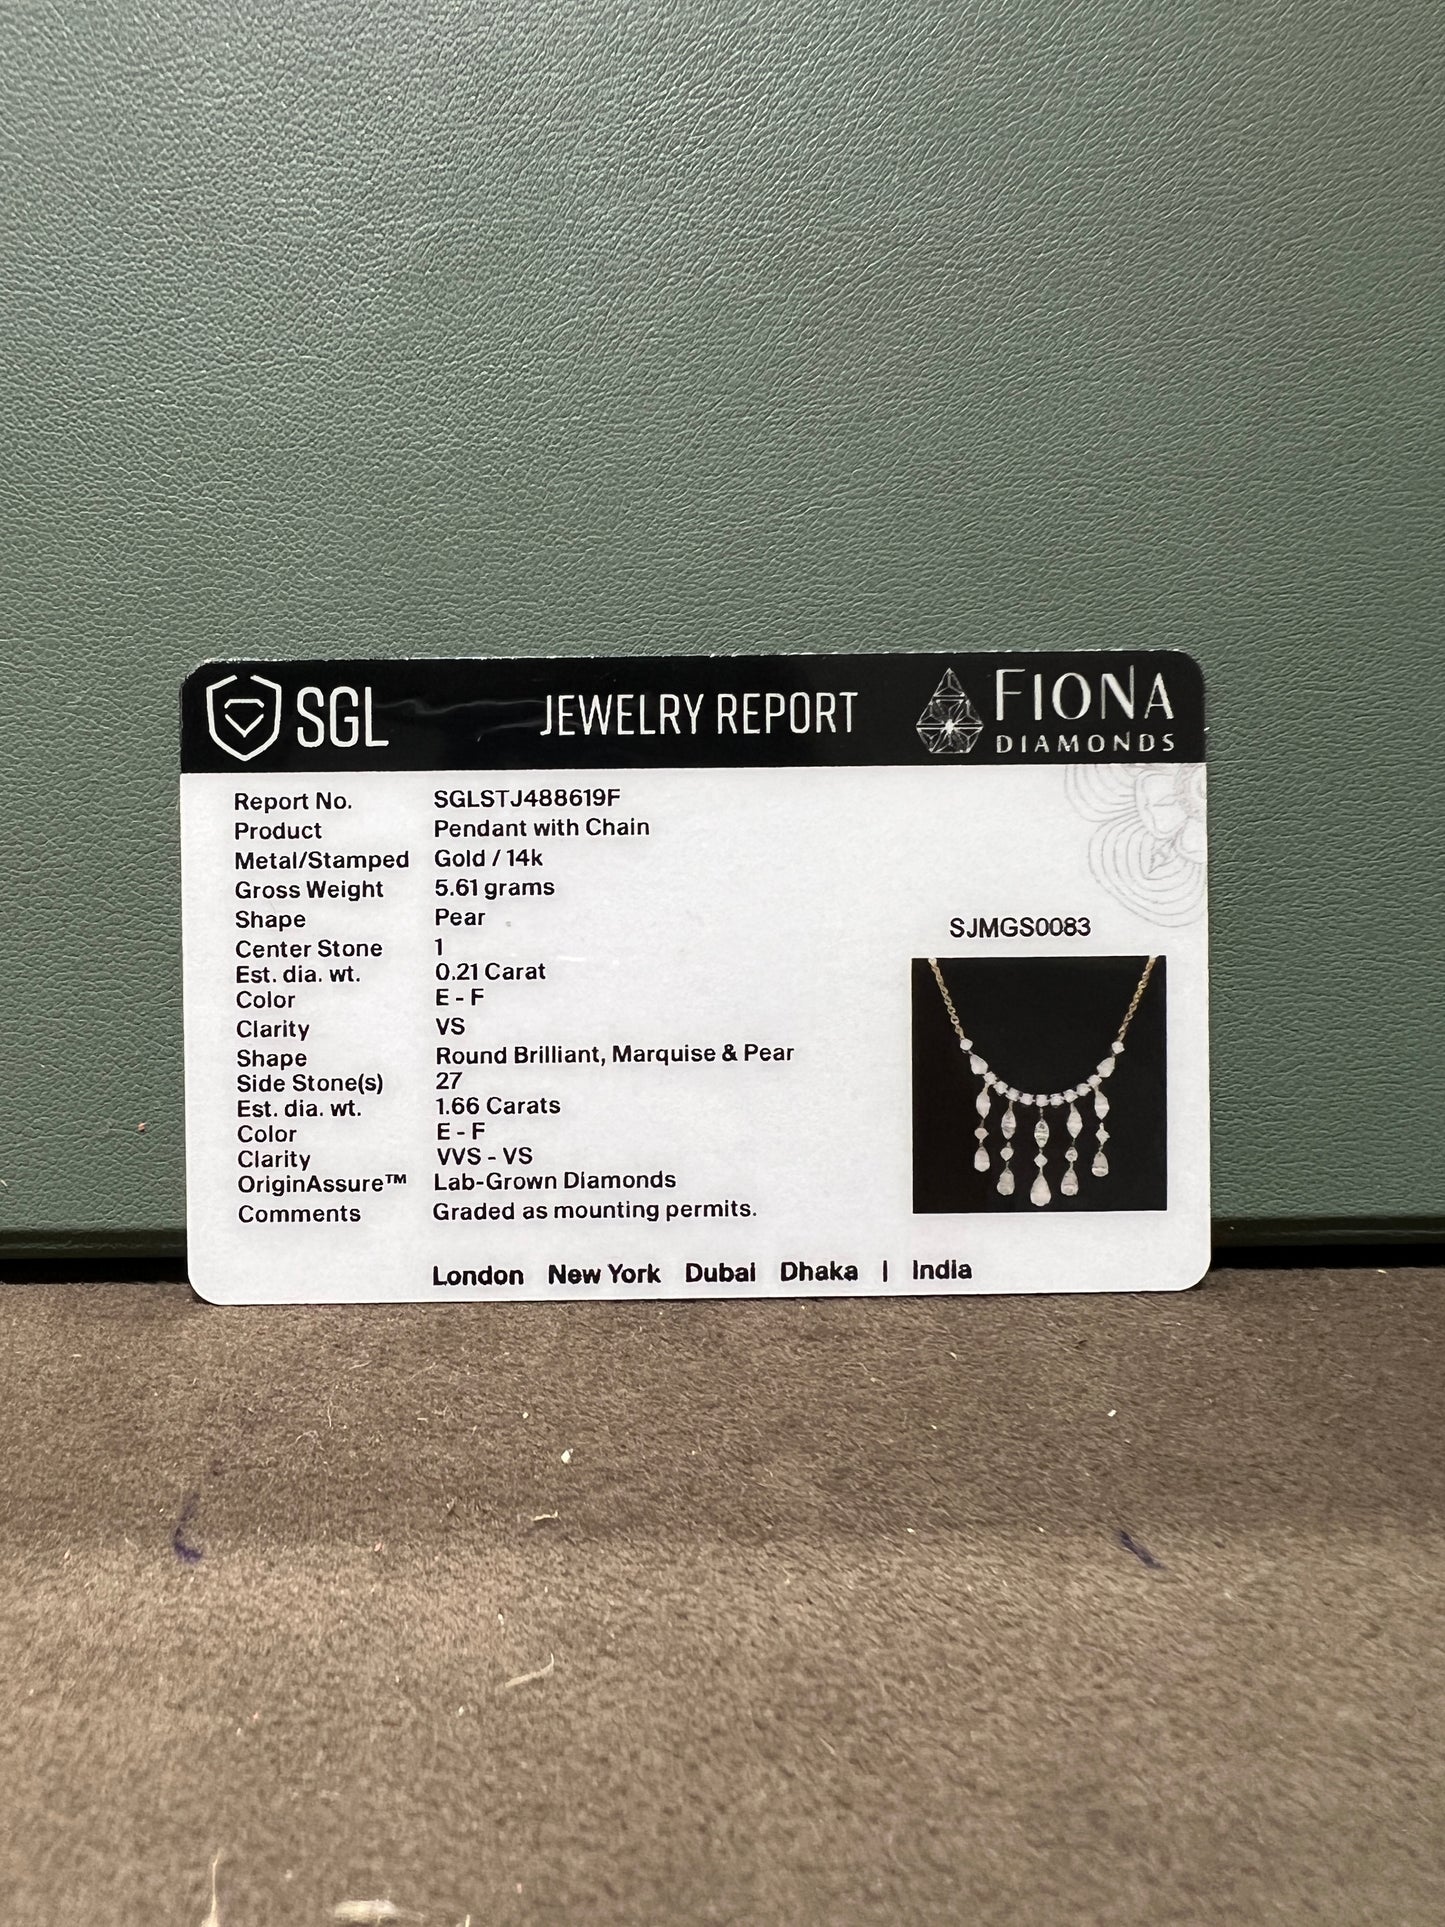 SGL
JEWELRY REPORT
FIONA
DIAMONDS
Report No. SGLSTJ488619F
Product Pendant with Chain
Metal/Stamped Gold / 14k
Gross Weight 5.61 grams
Shape Pear
Center Stone 1
Est. dia. wt. 0.21 Carat
Color E - F
Clarity VS
Shape Round Brilliant, Marquise & Pear
Side Stone(s) 27
Est. dia. wt. 1.66 Carats
Color E - F
Clarity VVS - VS
OriginAssure™ Lab-Grown Diamonds
Comments Graded as mounting permits.
SJMGS0083
London New York Dubai Dhaka | India